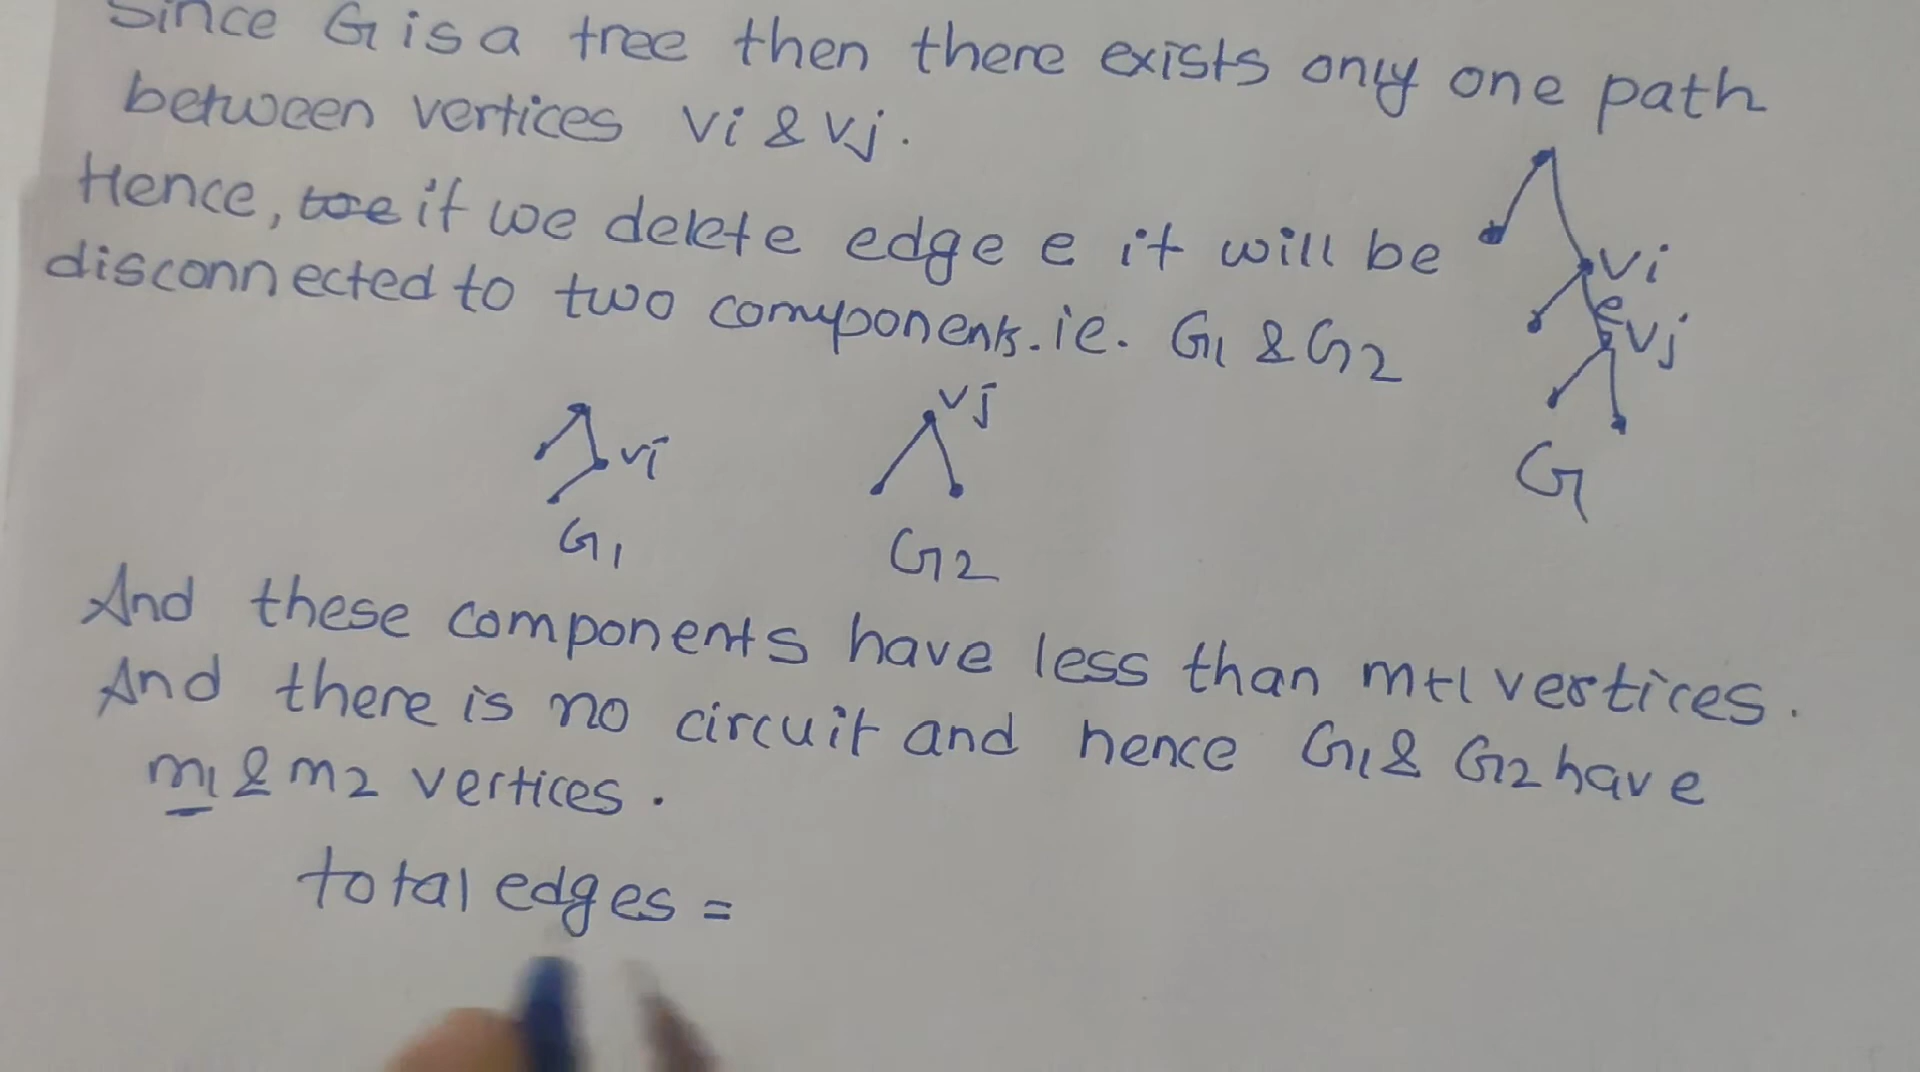 Since G is a tree then there exists only one path
between vertices vi & vj.
Hence, if we delete edge e it will be
disconnected to two components. ie. G1 & G2
vi
e
vj
G
vi
G1
vj
G2
And these components have less than m+1 vertices.
And there is no circuit and hence G1 & G2 have
m1 & m2 vertices.
total edges =